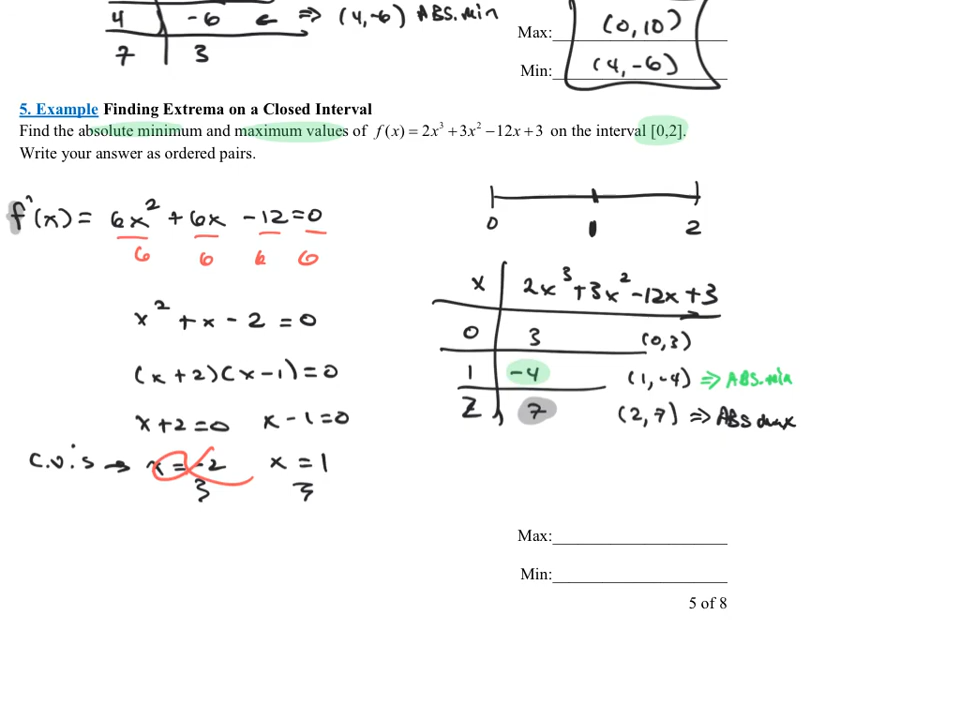 4 | -6 ← ⇒ (4,-6) ABS.min
7 | 3
Max: (0,10)
Min: (4,-6)
5. Example Finding Extrema on a Closed Interval
Find the absolute minimum and maximum values of f(x) = 2x³ +3x² −12x+3 on the interval [0,2].
Write your answer as ordered pairs.
f'(x) = 6x² + 6x - 12 = 0
6 6 6 6
x² + x - 2 = 0
(x+2)(x-1)=0
x+2=0 x-1=0
C.V.'s → x=-2 x=1
0 1 2
x | 2x³+3x²-12x+3
0 | 3 (0,3)
1 | -4 (1,-4) ⇒ ABS.min
2 | 7 (2,7) ⇒ ABS
Max:
Min:
5 of 8